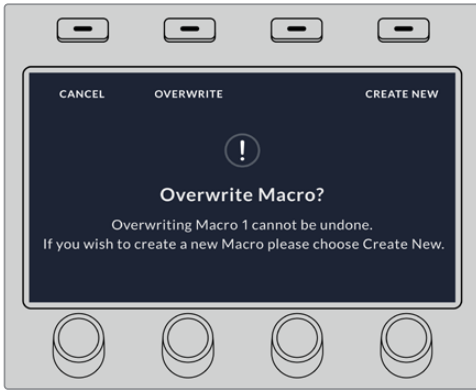 CANCEL OVERWRITE CREATE NEW
!
Overwrite Macro?
Overwriting Macro 1 cannot be undone.
If you wish to create a new Macro please choose Create New.